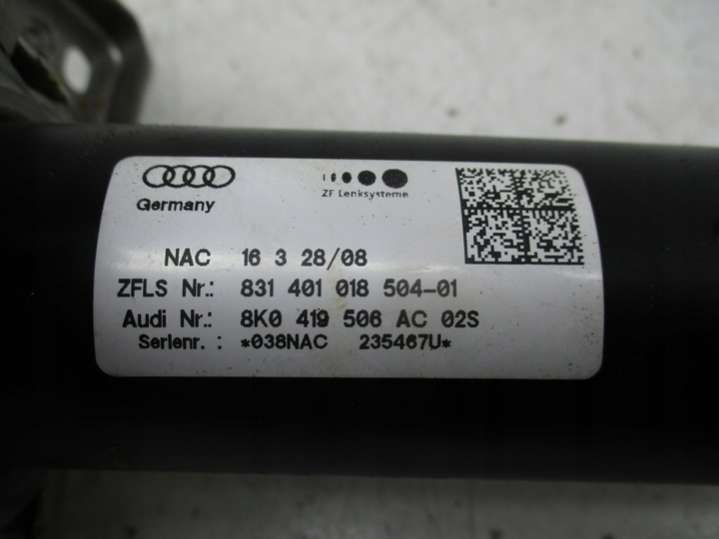 Germany
ZF Lenksysteme
NAC 16 3 28/08
ZFLS Nr.: 831 401 018 504-01
Audi Nr.: 8K0 419 506 AC 02S
Serienr. : *038NAC 235467U*